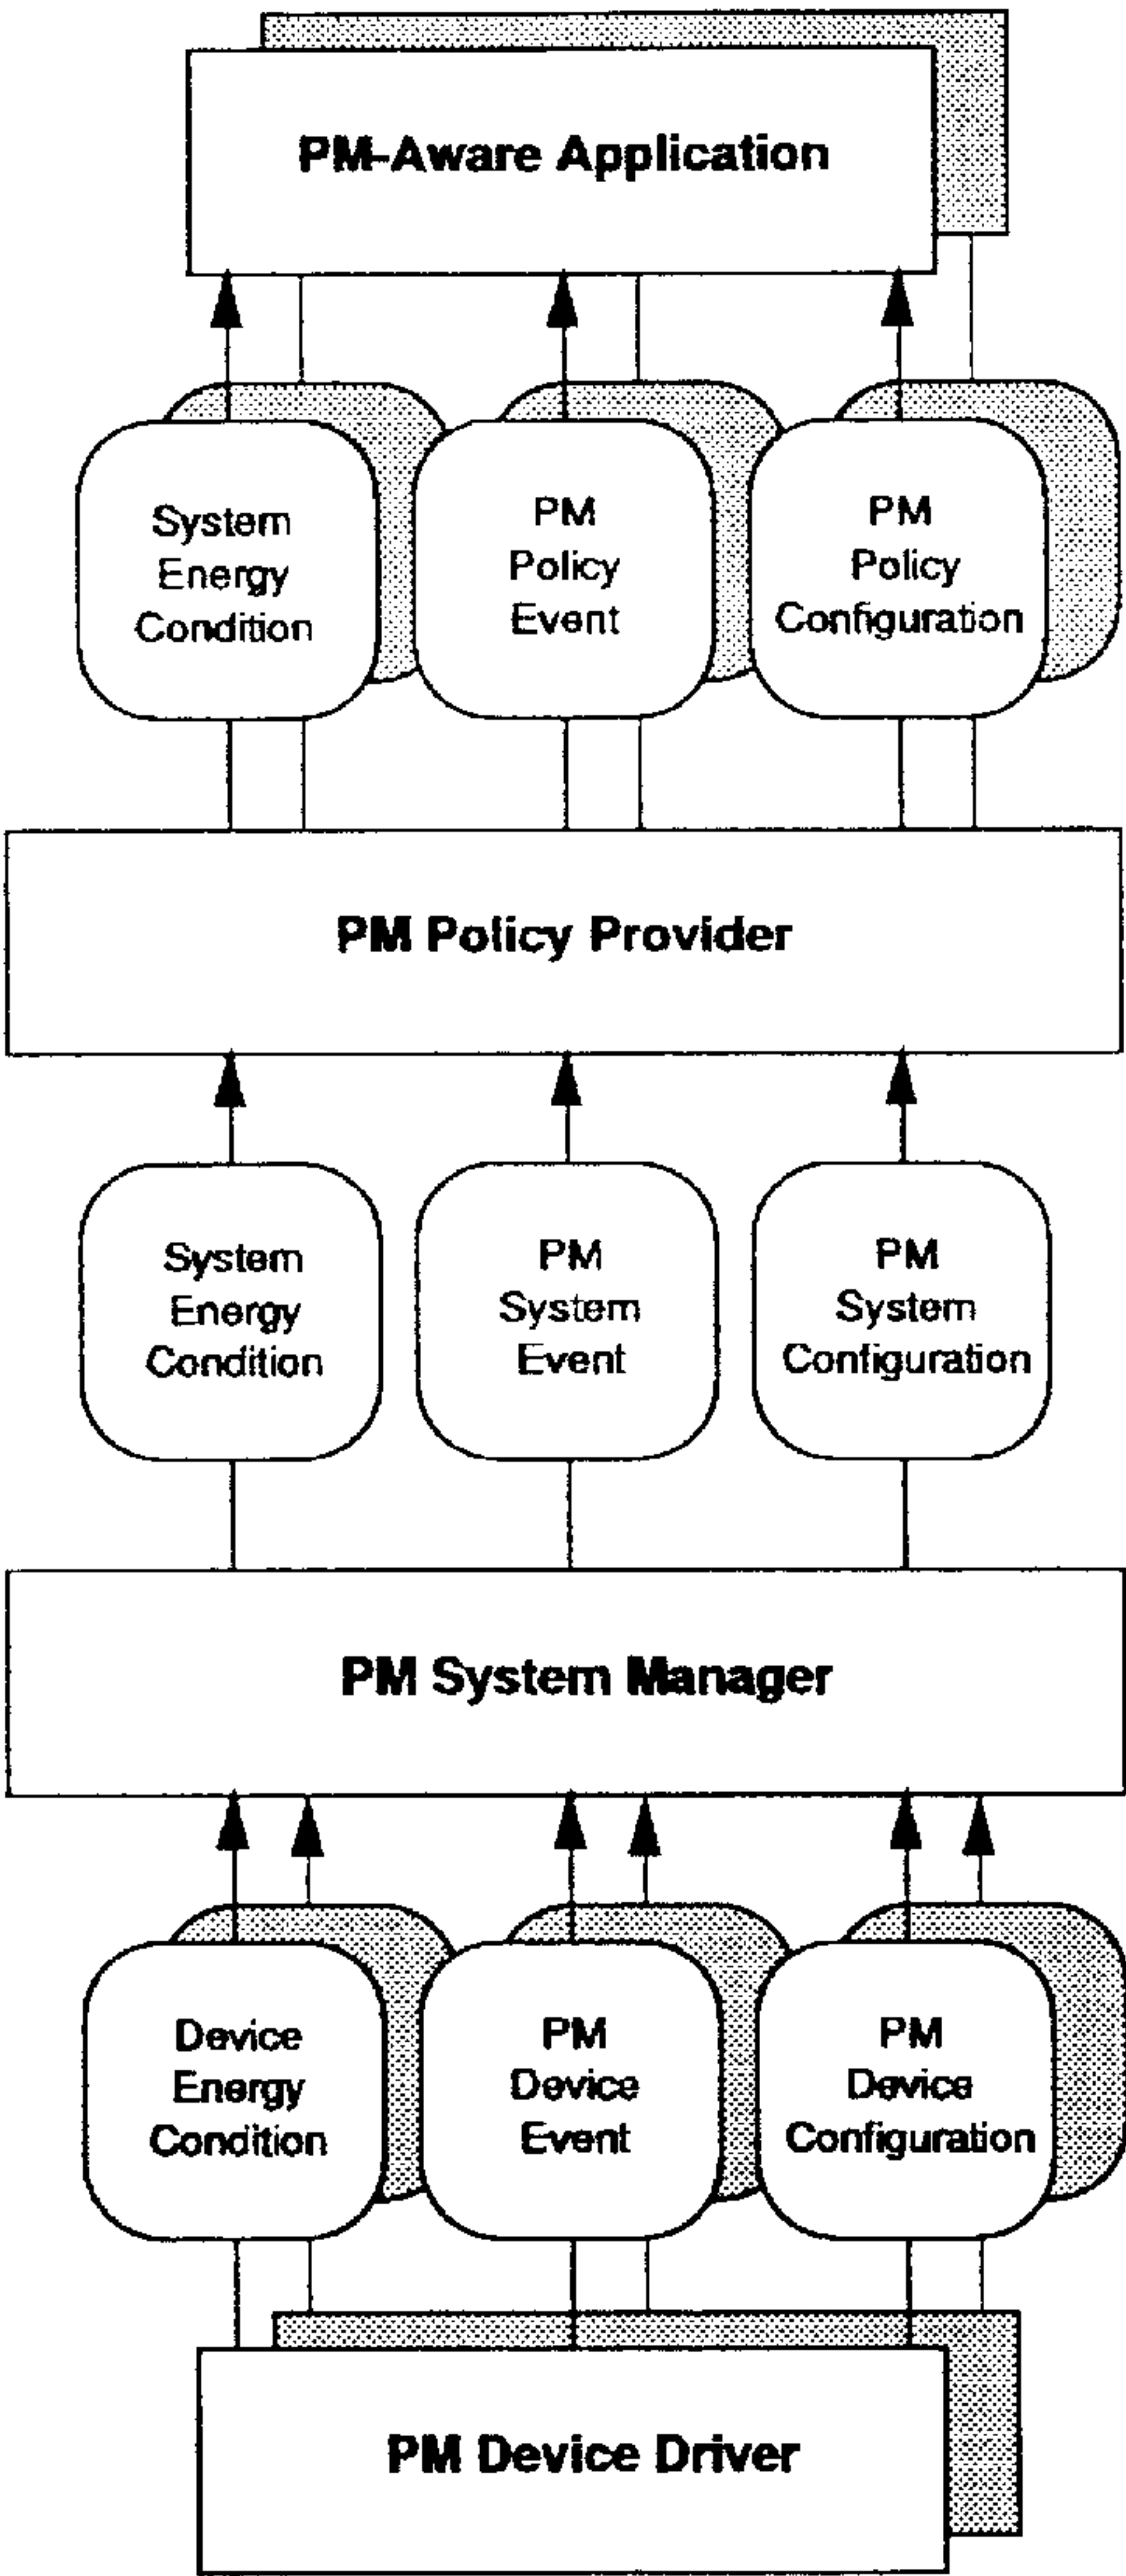 PM-Aware Application
System
Energy
Condition
PM
Policy
Event
PM
Policy
Configuration
PM Policy Provider
System
Energy
Condition
PM
System
Event
PM
System
Configuration
PM System Manager
Device
Energy
Condition
PM
Device
Event
PM
Device
Configuration
PM Device Driver